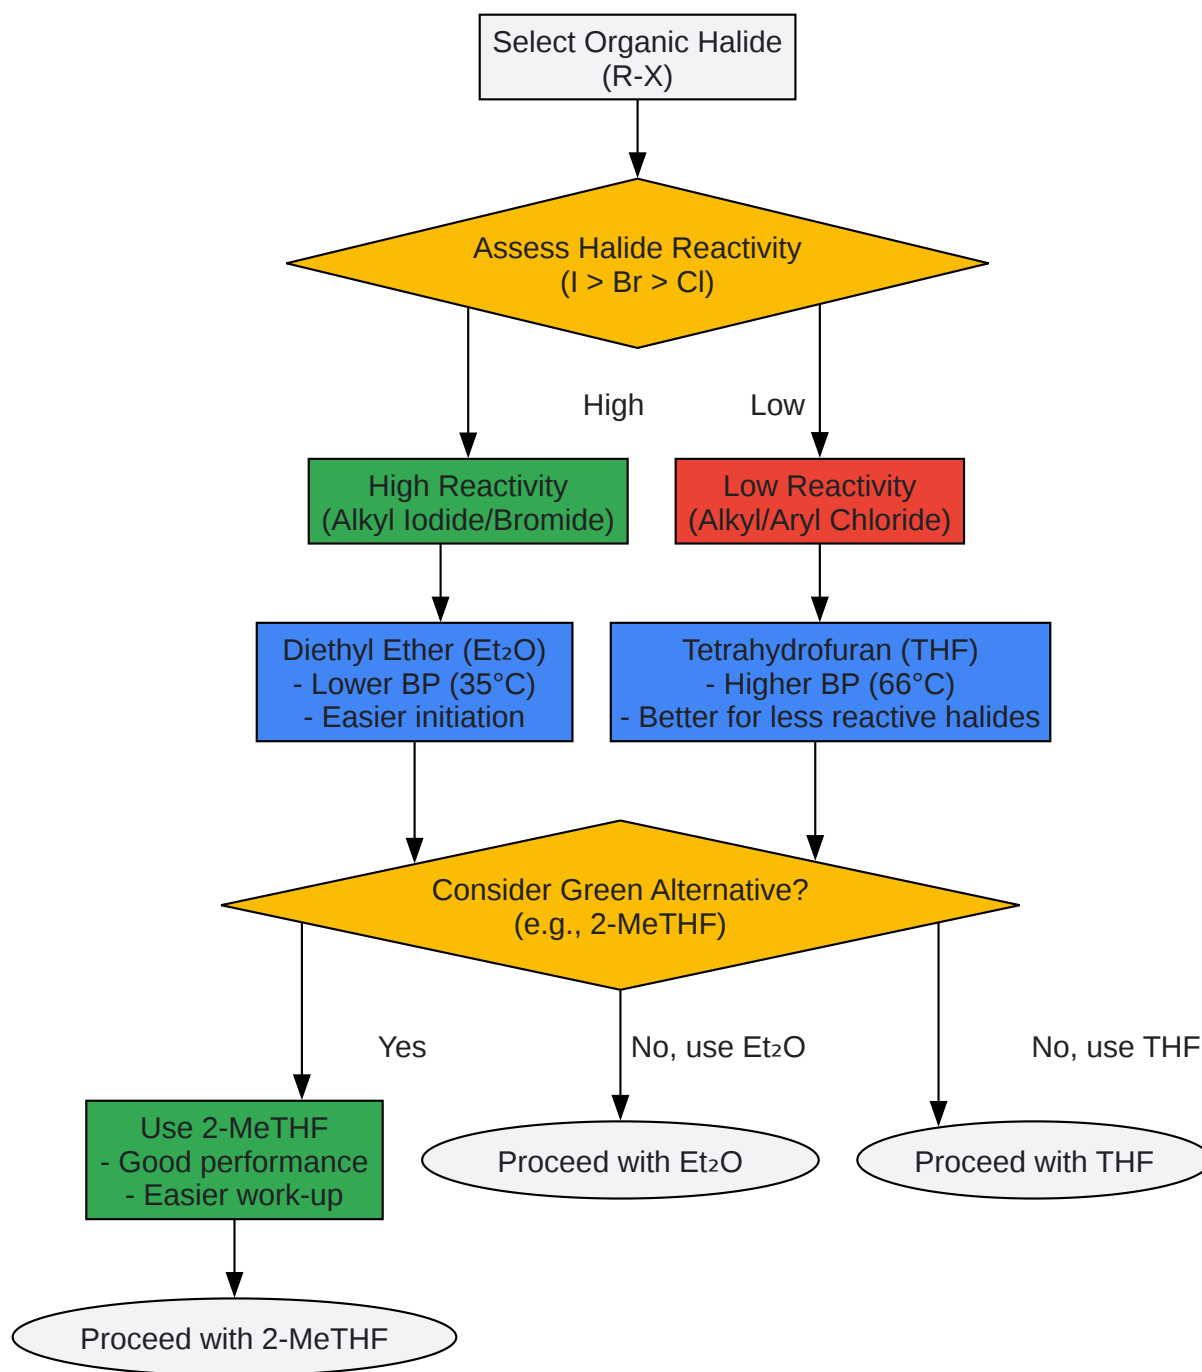 Select Organic Halide
(R-X)
Assess Halide Reactivity
(I > Br > Cl)
High
Low
High Reactivity
(Alkyl Iodide/Bromide)
Low Reactivity
(Alkyl/Aryl Chloride)
Diethyl Ether (Et₂O)
- Lower BP (35°C)
- Easier initiation
Tetrahydrofuran (THF)
- Higher BP (66°C)
- Better for less reactive halides
Consider Green Alternative?
(e.g., 2-MeTHF)
Yes
No, use Et₂O
No, use THF
Use 2-MeTHF
- Good performance
- Easier work-up
Proceed with Et₂O
Proceed with THF
Proceed with 2-MeTHF